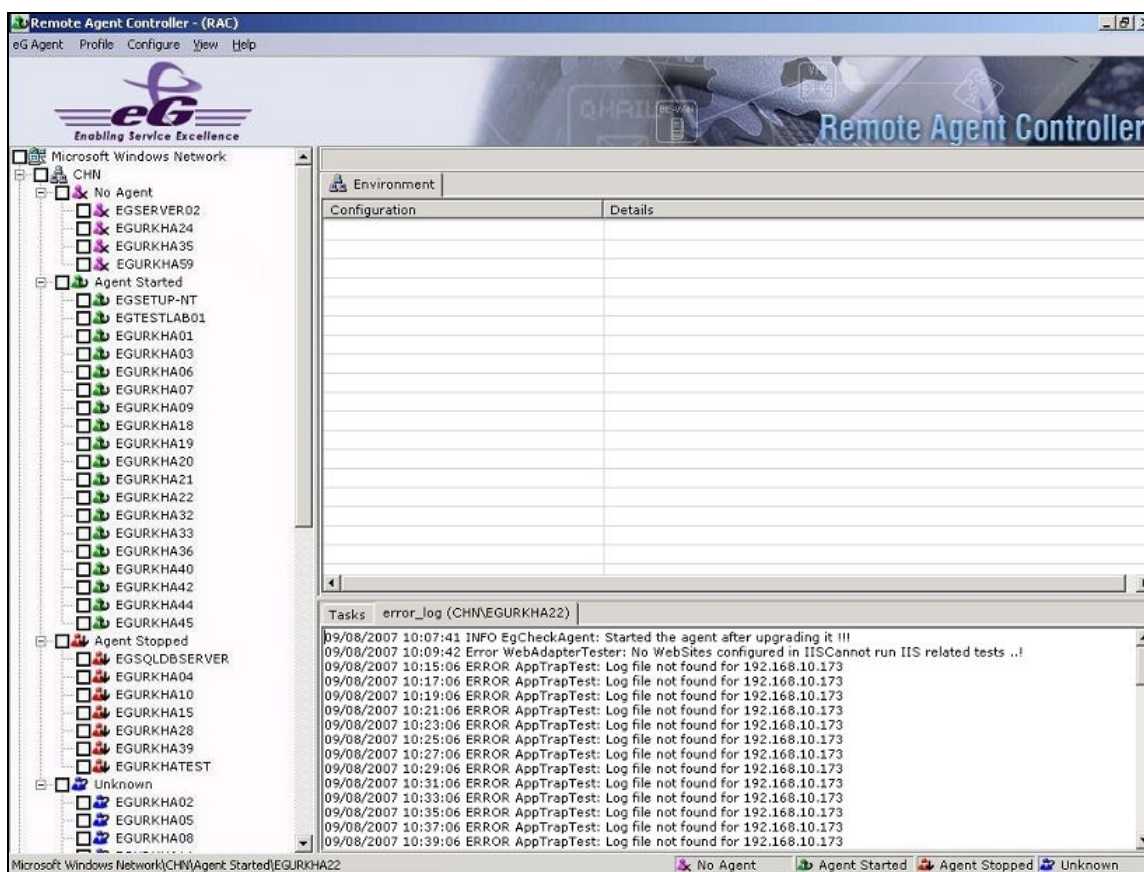 Remote Agent Controller - (RAC)
eG Agent Profile Configure View Help
eG
Enabling Service Excellence
QMAIL
Remote Agent Controller
Microsoft Windows Network
CHN
No Agent
EGSERVER02
EGURKHA24
EGURKHA35
EGURKHA59
Agent Started
EGSETUP-NT
EGTESTLAB01
EGURKHA01
EGURKHA03
EGURKHA06
EGURKHA07
EGURKHA09
EGURKHA18
EGURKHA19
EGURKHA20
EGURKHA21
EGURKHA22
EGURKHA32
EGURKHA33
EGURKHA36
EGURKHA40
EGURKHA42
EGURKHA44
EGURKHA45
Agent Stopped
EGSQLDBSERVER
EGURKHA04
EGURKHA10
EGURKHA15
EGURKHA28
EGURKHA39
EGURKHATEST
Unknown
EGURKHA02
EGURKHA05
EGURKHA08
Environment
Configuration Details
Tasks error_log (CHN\EGURKHA22)
09/08/2007 10:07:41 INFO EgCheckAgent: Started the agent after upgrading it !!!
09/08/2007 10:09:42 Error WebAdapterTester: No WebSites configured in IISCannot run IIS related tests ..!
09/08/2007 10:15:06 ERROR AppTrapTest: Log file not found for 192.168.10.173
09/08/2007 10:17:06 ERROR AppTrapTest: Log file not found for 192.168.10.173
09/08/2007 10:19:06 ERROR AppTrapTest: Log file not found for 192.168.10.173
09/08/2007 10:21:06 ERROR AppTrapTest: Log file not found for 192.168.10.173
09/08/2007 10:23:06 ERROR AppTrapTest: Log file not found for 192.168.10.173
09/08/2007 10:25:06 ERROR AppTrapTest: Log file not found for 192.168.10.173
09/08/2007 10:27:06 ERROR AppTrapTest: Log file not found for 192.168.10.173
09/08/2007 10:29:06 ERROR AppTrapTest: Log file not found for 192.168.10.173
09/08/2007 10:31:06 ERROR AppTrapTest: Log file not found for 192.168.10.173
09/08/2007 10:33:06 ERROR AppTrapTest: Log file not found for 192.168.10.173
09/08/2007 10:35:06 ERROR AppTrapTest: Log file not found for 192.168.10.173
09/08/2007 10:37:06 ERROR AppTrapTest: Log file not found for 192.168.10.173
09/08/2007 10:39:06 ERROR AppTrapTest: Log file not found for 192.168.10.173
Microsoft Windows Network\CHN\Agent Started\EGURKHA22
No Agent Agent Started Agent Stopped Unknown